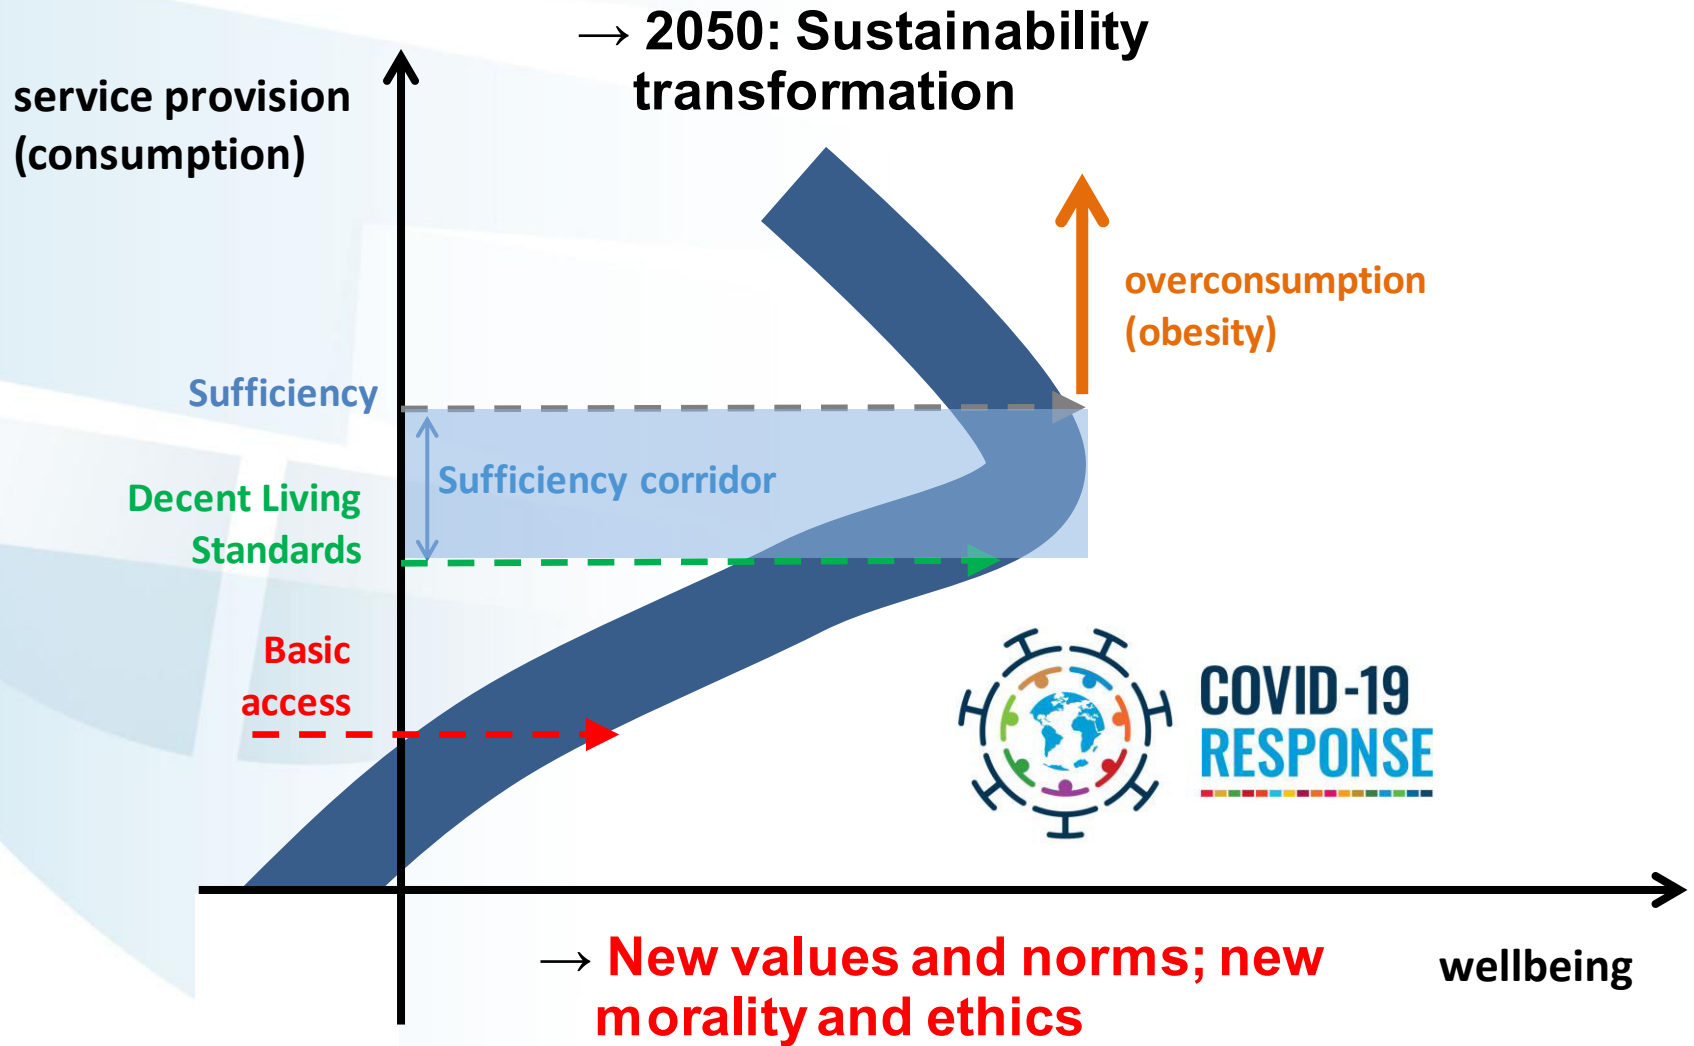 → 2050: Sustainability
transformation
service provision
(consumption)
overconsumption
(obesity)
Sufficiency
Sufficiency corridor
Decent Living
Standards
Basic
access
COVID-19
RESPONSE
→ New values and norms; new
morality and ethics
wellbeing